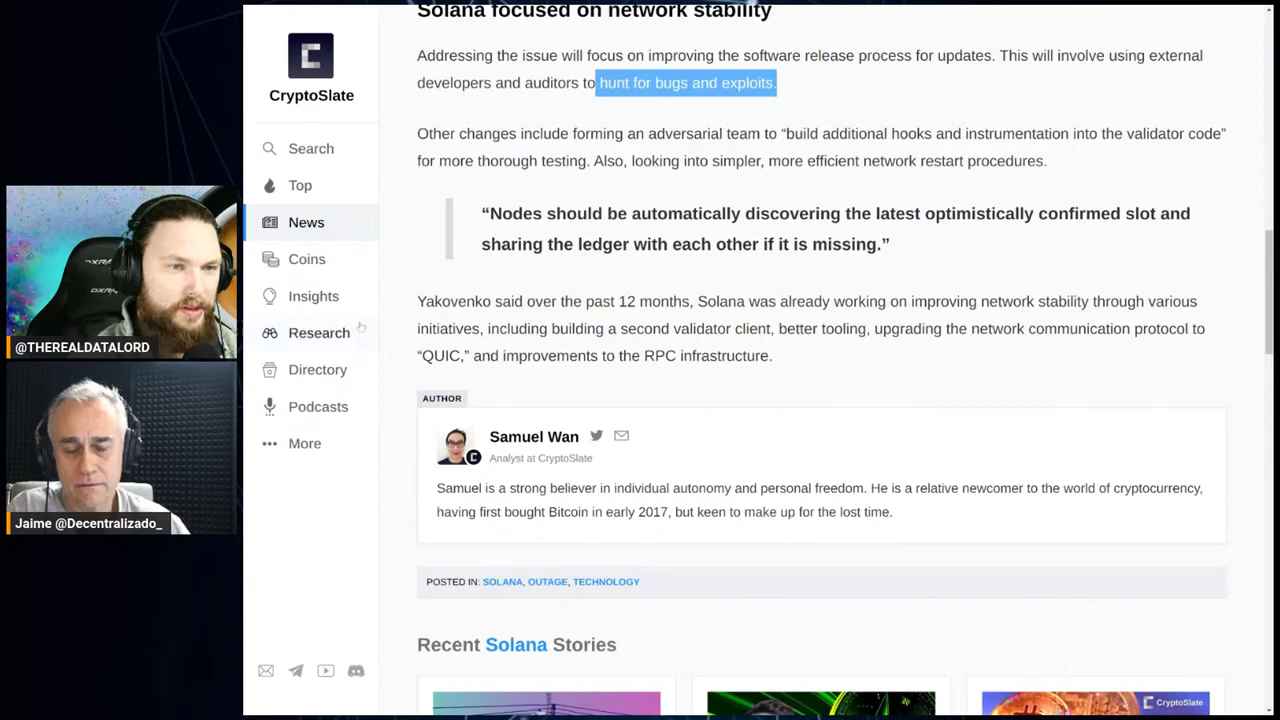 Solana focused on network stability
Addressing the issue will focus on improving the software release process for updates. This will involve using external
developers and auditors to hunt for bugs and exploits.
Other changes include forming an adversarial team to “build additional hooks and instrumentation into the validator code”
for more thorough testing. Also, looking into simpler, more efficient network restart procedures.
“Nodes should be automatically discovering the latest optimistically confirmed slot and
sharing the ledger with each other if it is missing.”
Yakovenko said over the past 12 months, Solana was already working on improving network stability through various
initiatives, including building a second validator client, better tooling, upgrading the network communication protocol to
“QUIC,” and improvements to the RPC infrastructure.
AUTHOR
Samuel Wan
Analyst at CryptoSlate
Samuel is a strong believer in individual autonomy and personal freedom. He is a relative newcomer to the world of cryptocurrency,
having first bought Bitcoin in early 2017, but keen to make up for the lost time.
POSTED IN: SOLANA, OUTAGE, TECHNOLOGY
Recent Solana Stories
CryptoSlate
CryptoSlate
Search
Top
News
Coins
Insights
Research
Directory
Podcasts
More
@THEREALDATALORD
Jaime @Decentralizado_